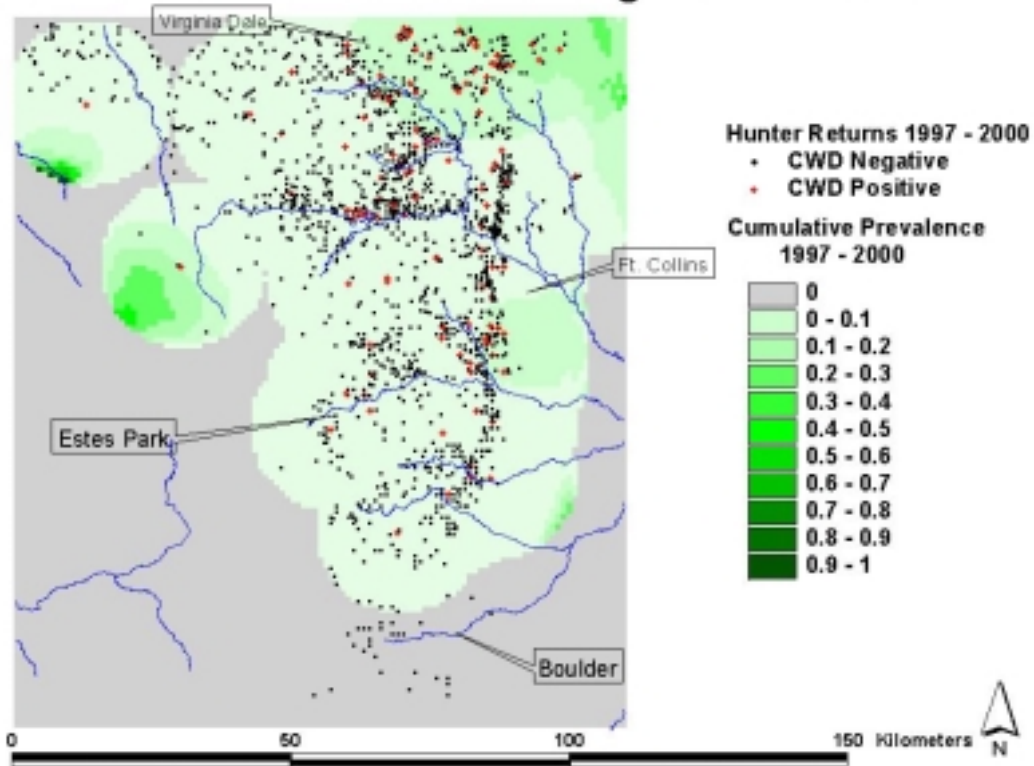 Virginia Dale
Hunter Returns 1997 - 2000
CWD Negative
CWD Positive
Cumulative Prevalence
1997 - 2000
Ft. Collins
0
0 - 0.1
0.1 - 0.2
0.2 - 0.3
0.3 - 0.4
0.4 - 0.5
0.5 - 0.6
0.6 - 0.7
0.7 - 0.8
0.8 - 0.9
0.9 - 1
Estes Park
Boulder
0 50 100 150 Kilometers
N